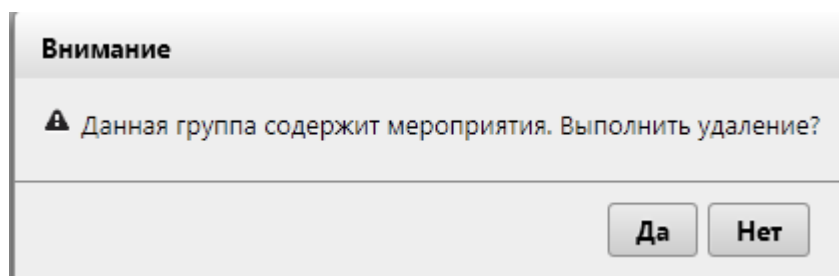 Внимание
Данная группа содержит мероприятия. Выполнить удаление?
Да Нет